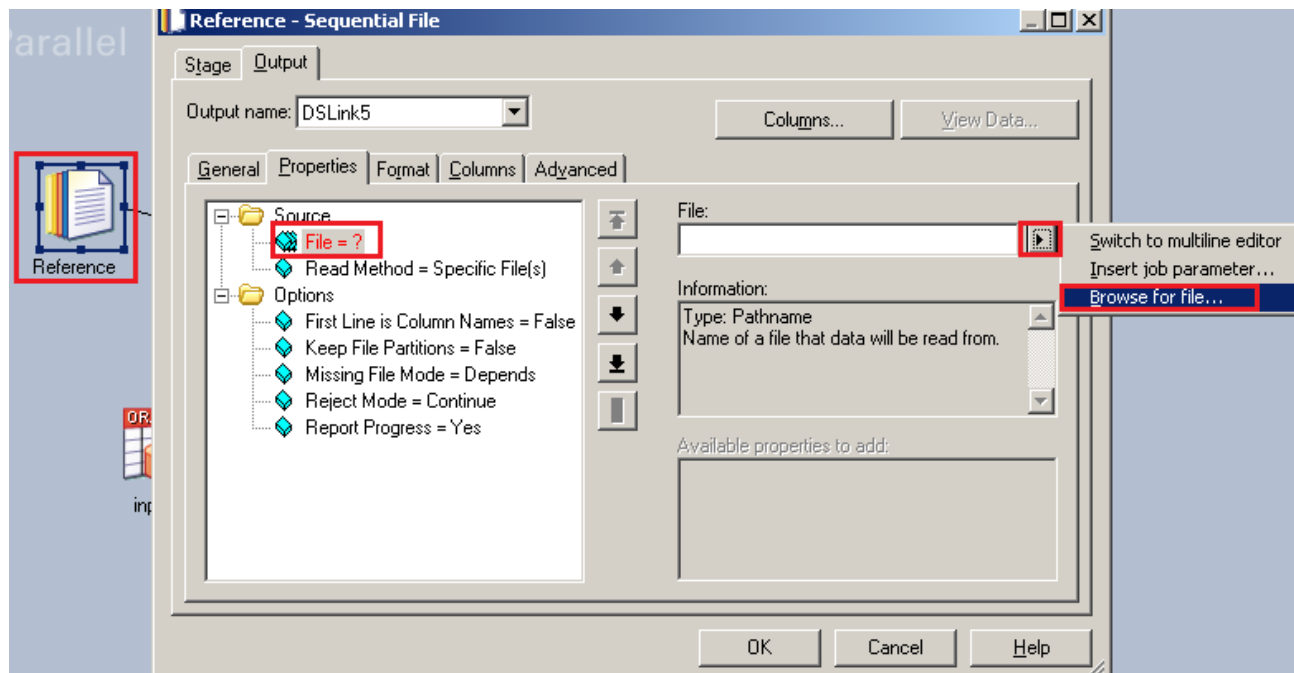 Parallel
Reference - Sequential File
Stage Output
Output name: DSLink5
Columns... View Data...
General Properties Format Columns Advanced
Source
File = ?
Read Method = Specific File(s)
Options
First Line is Column Names = False
Keep File Partitions = False
Missing File Mode = Depends
Reject Mode = Continue
Report Progress = Yes
File:
Switch to multiline editor
Insert job parameter...
Browse for file...
Information:
Type: Pathname
Name of a file that data will be read from.
Available properties to add:
Reference
OR
inp
OK Cancel Help